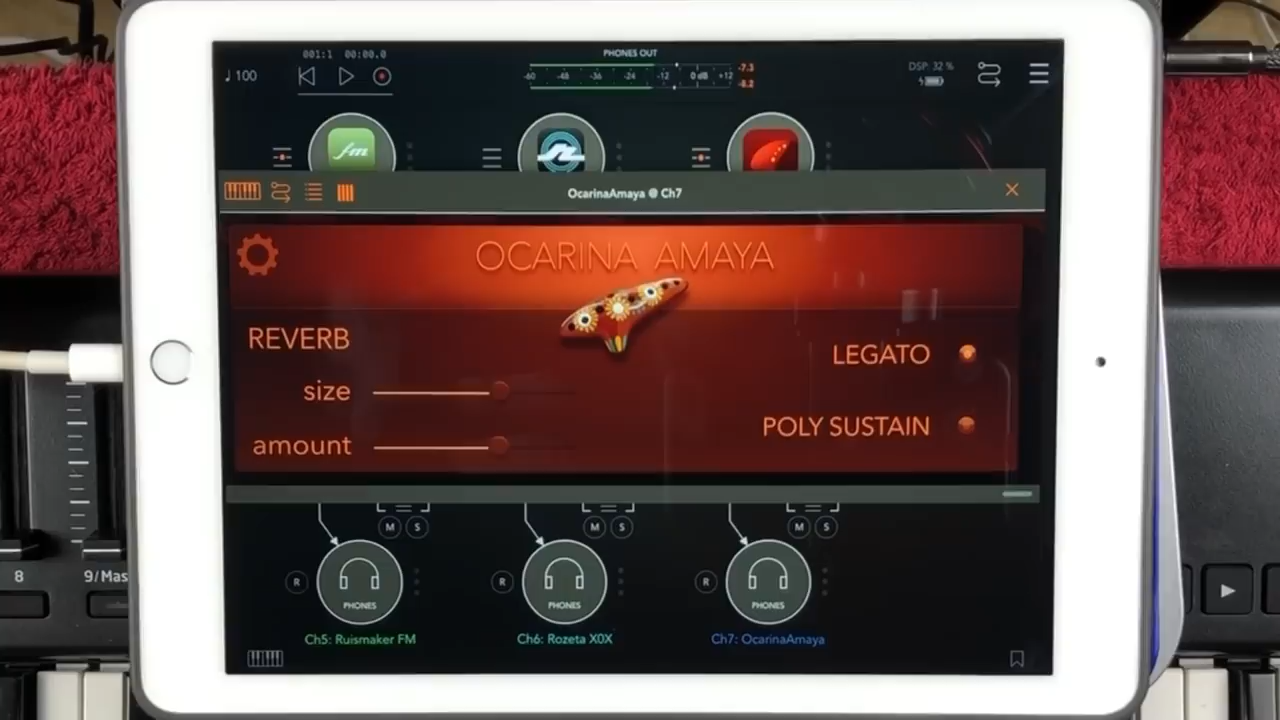 PHONES OUT
001:1 00:00.0
♩ 100
-60 -48 -36 -24 -12 0 dB +12
-7.3
-8.2
DSP: 32 %
fm
OcarinaAmaya @ Ch7
OCARINA AMAYA
REVERB
size
amount
LEGATO
POLY SUSTAIN
M S
M S
M S
R PHONES
R PHONES
R PHONES
Ch5: Ruismaker FM
Ch6: Rozeta X0X
Ch7: OcarinaAmaya
8
9/Mas